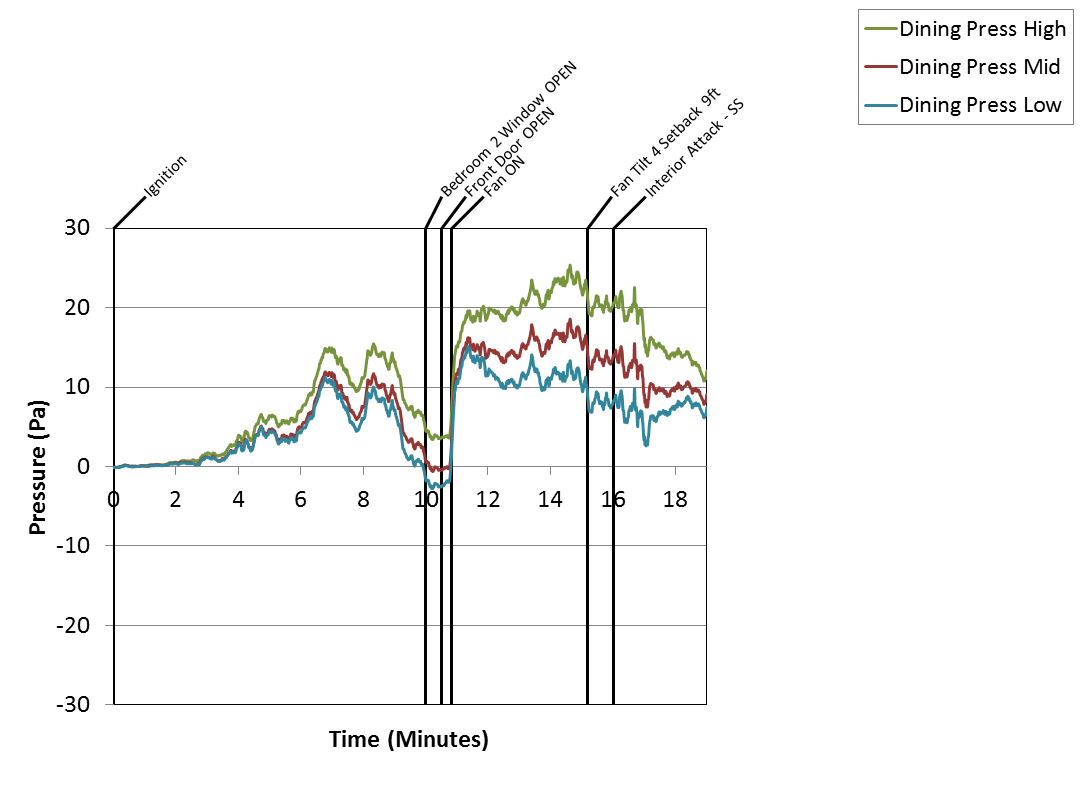 Dining Press High
Dining Press Mid
Dining Press Low
Ignition
Bedroom 2 Window OPEN
Front Door OPEN
Fan ON
Fan Tilt 4 Setback 9ft
Interior Attack - SS
30
20
10
0
-10
-20
-30
0 2 4 6 8 10 12 14 16 18
Pressure (Pa)
Time (Minutes)